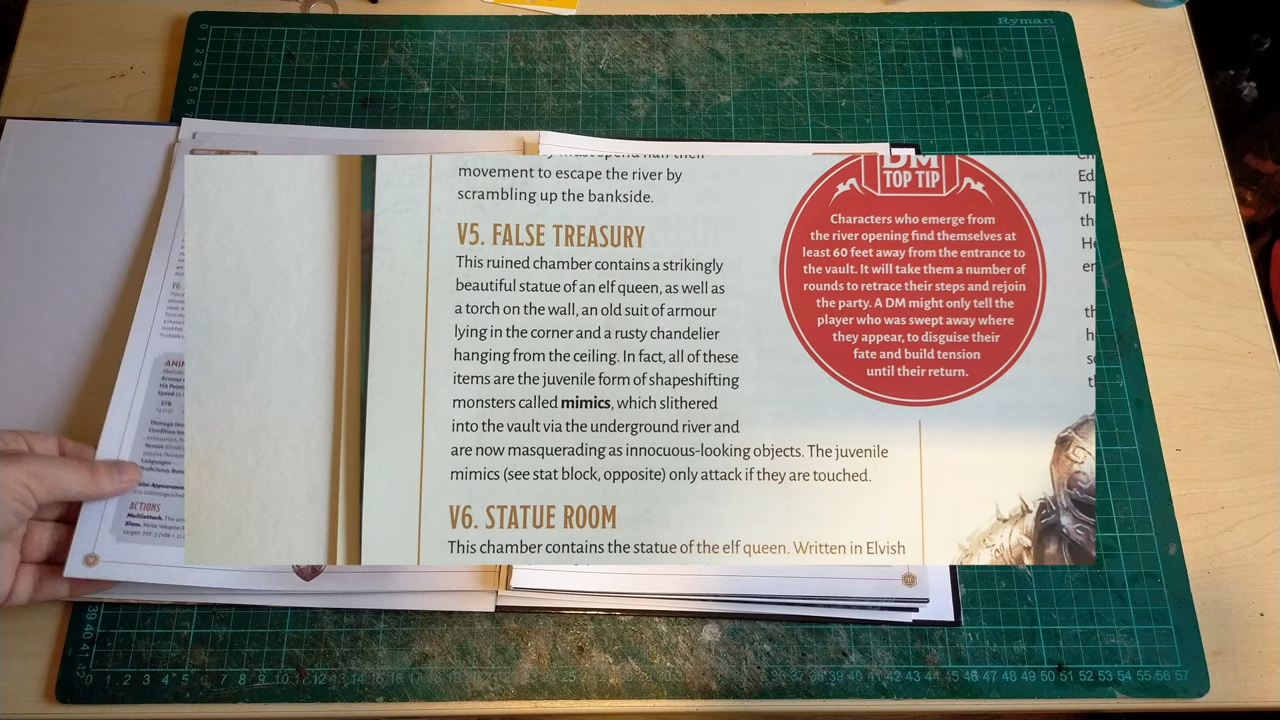 Ryman
movement to escape the river by
scrambling up the bankside.
V5. FALSE TREASURY
This ruined chamber contains a strikingly
beautiful statue of an elf queen, as well as
a torch on the wall, an old suit of armour
lying in the corner and a rusty chandelier
hanging from the ceiling. In fact, all of these
items are the juvenile form of shapeshifting
monsters called mimics, which slithered
into the vault via the underground river and
are now masquerading as innocuous-looking objects. The juvenile
mimics (see stat block, opposite) only attack if they are touched.
V6. STATUE ROOM
This chamber contains the statue of the elf queen. Written in Elvish
DM
TOP TIP
Characters who emerge from
the river opening find themselves at
least 60 feet away from the entrance to
the vault. It will take them a number of
rounds to retrace their steps and rejoin
the party. A DM might only tell the
player who was swept away where
they appear, to disguise their
fate and build tension
until their return.
ACTIONS
Multiattack.
Slam.